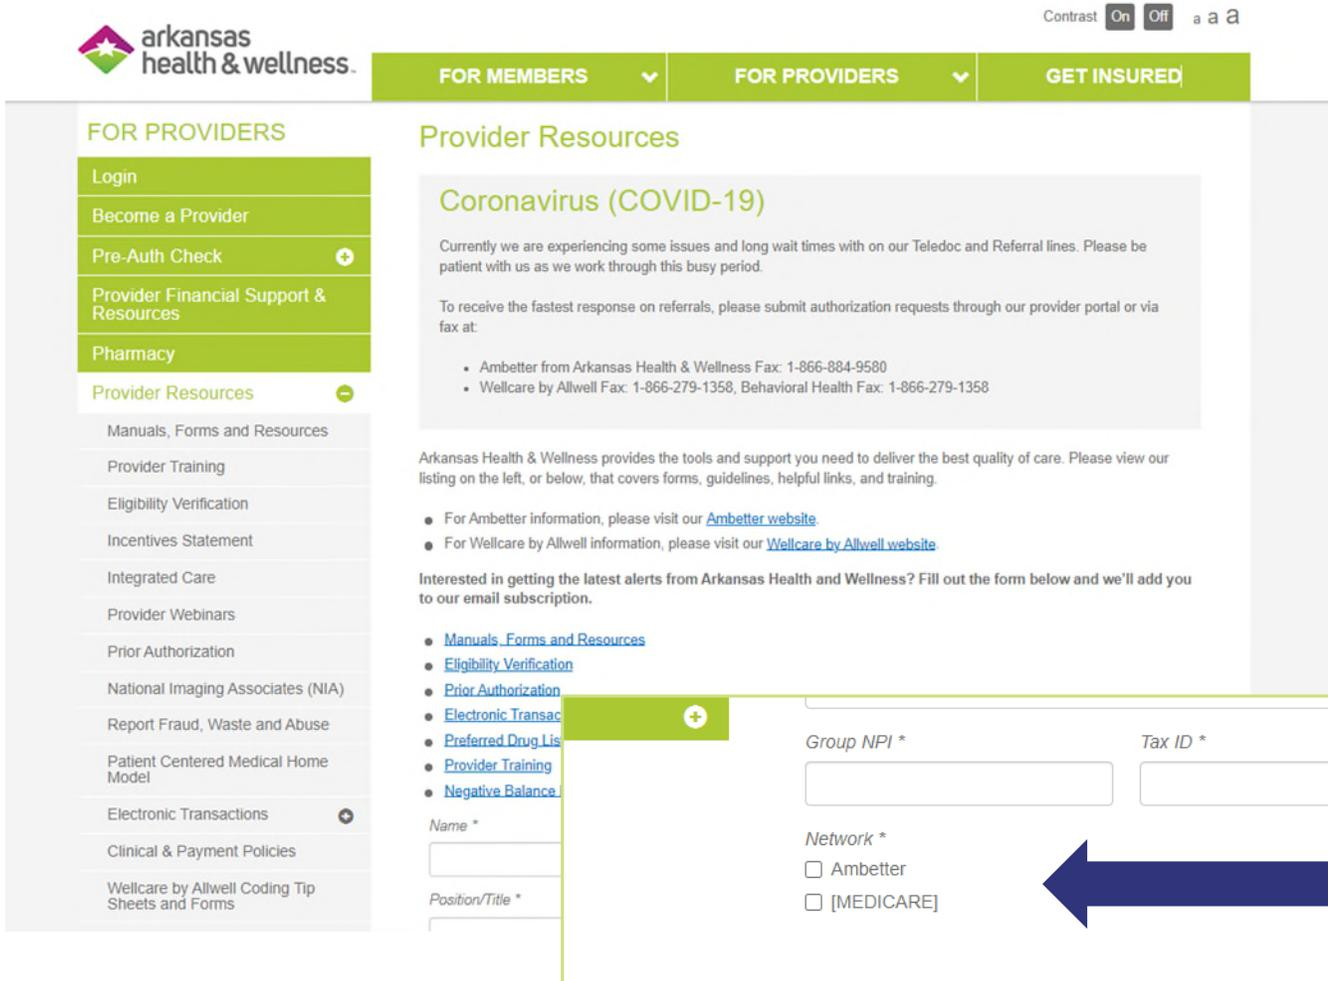 Contrast On Off a a a
arkansas
health & wellness™
FOR MEMBERS
FOR PROVIDERS
GET INSURED
FOR PROVIDERS
Login
Become a Provider
Pre-Auth Check
Provider Financial Support &
Resources
Pharmacy
Provider Resources
Manuals, Forms and Resources
Provider Training
Eligibility Verification
Incentives Statement
Integrated Care
Provider Webinars
Prior Authorization
National Imaging Associates (NIA)
Report Fraud, Waste and Abuse
Patient Centered Medical Home
Model
Electronic Transactions
Clinical & Payment Policies
Wellcare by Allwell Coding Tip
Sheets and Forms
Provider Resources
Coronavirus (COVID-19)
Currently we are experiencing some issues and long wait times with on our Teledoc and Referral lines. Please be
patient with us as we work through this busy period.
To receive the fastest response on referrals, please submit authorization requests through our provider portal or via
fax at:
• Ambetter from Arkansas Health & Wellness Fax: 1-866-884-9580
• Wellcare by Allwell Fax: 1-866-279-1358, Behavioral Health Fax: 1-866-279-1358
Arkansas Health & Wellness provides the tools and support you need to deliver the best quality of care. Please view our
listing on the left, or below, that covers forms, guidelines, helpful links, and training.
• For Ambetter information, please visit our Ambetter website.
• For Wellcare by Allwell information, please visit our Wellcare by Allwell website.
Interested in getting the latest alerts from Arkansas Health and Wellness? Fill out the form below and we'll add you
to our email subscription.
• Manuals, Forms and Resources
• Eligibility Verification
• Prior Authorization
• Electronic Transac
• Preferred Drug Lis
• Provider Training
• Negative Balance
Name *
Position/Title *
Group NPI *
Tax ID *
Network *
Ambetter
[MEDICARE]